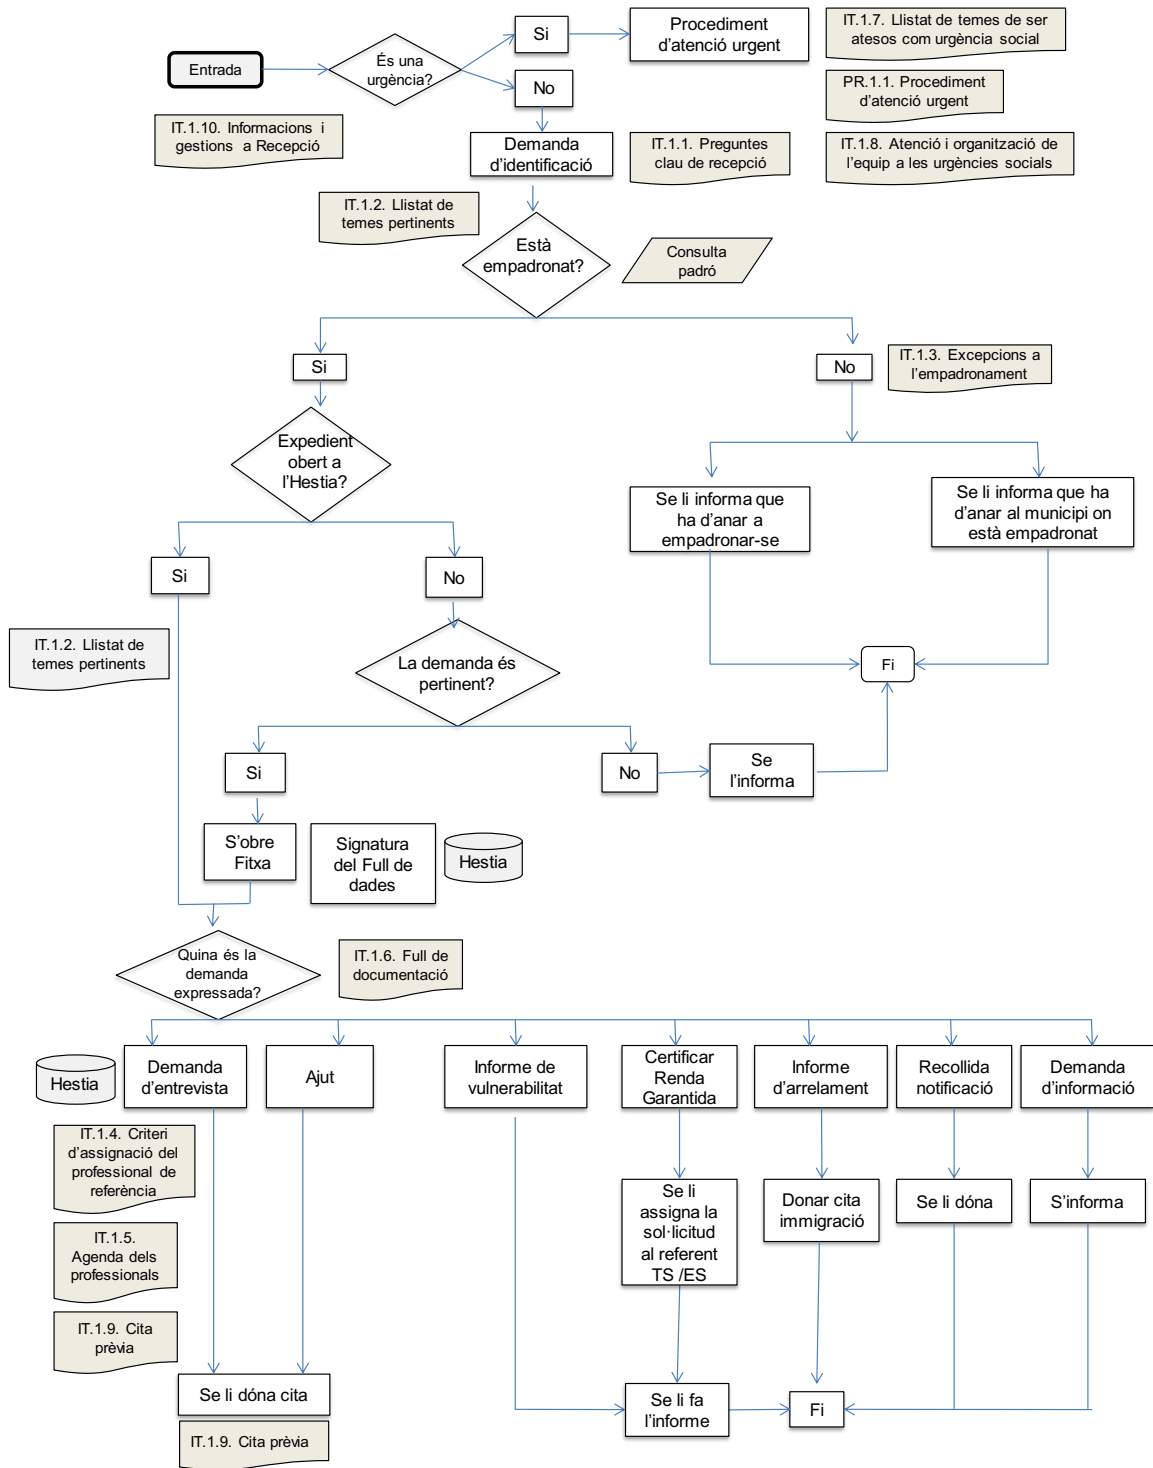 Entrada
És una
urgència?
Si
Procediment
d'atenció urgent
IT.1.7. Llistat de temes de ser
atesos com urgència social
No
PR.1.1. Procediment
d'atenció urgent
IT.1.10. Informacions i
gestions a Recepció
Demanda
d'identificació
IT.1.1. Preguntes
clau de recepció
IT.1.8. Atenció i organització de
l'equip a les urgències socials
IT.1.2. Llistat de
temes pertinents
Està
empadronat?
Consulta
padró
Si
No
IT.1.3. Excepcions a
l'empadronament
Expedient
obert a
l'Hestia?
Se li informa que
ha d'anar a
empadronar-se
Se li informa que ha
d'anar al municipi on
està empadronat
Si
No
IT.1.2. Llistat de
temes pertinents
La demanda és
pertinent?
Fi
Si
No
Se
l'informa
S'obre
Fitxa
Signatura
del Full de
dades
Hestia
Quina és la
demanda
expressada?
IT.1.6. Full de
documentació
Hestia
Demanda
d'entrevista
Ajut
Informe de
vulnerabilitat
Certificar
Renda
Garantida
Informe
d'arrelament
Recollida
notificació
Demanda
d'informació
IT.1.4. Criteri
d'assignació del
professional de
referència
Se li
assigna la
sol·licitud
al referent
TS /ES
Donar cita
immigració
Se li dóna
S'informa
IT.1.5.
Agenda dels
professionals
IT.1.9. Cita
prèvia
Se li dóna cita
Se li fa
l'informe
Fi
IT.1.9. Cita prèvia